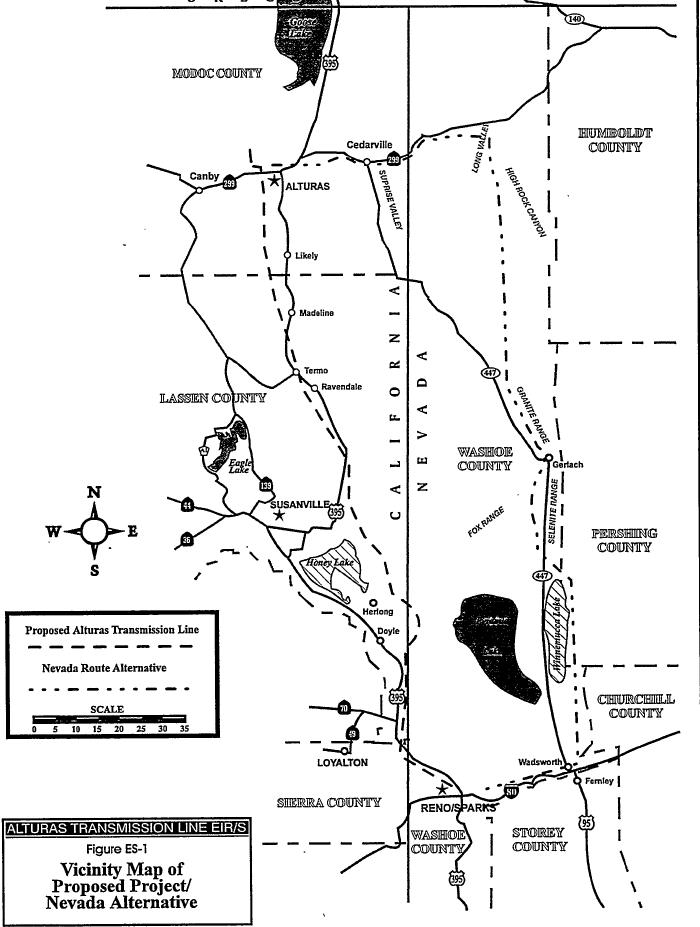 Goose
Lake
140
395
MODOC COUNTY
HUMBOLDT
COUNTY
Cedarville
299
LONG VALLEY
Canby
299
ALTURAS
SUPRISE VALLEY
HIGH ROCK CANYON
Likely
CALIFORNIA
NEVADA
Madeline
Termo
Ravendale
447
LASSEN COUNTY
GRANITE RANGE
Eagle
Lake
WASHOE
COUNTY
Gerlach
139
SUSANVILLE
395
44
36
N
W E
S
FOX RANGE
SELENITE RANGE
PERSHING
COUNTY
Honey Lake
447
Herlong
Doyle
Winnemucca Lake
Lake
Proposed Alturas Transmission Line
Nevada Route Alternative
SCALE
0 5 10 15 20 25 30 35
395
70
49
CHURCHILL
COUNTY
LOYALTON
Wadsworth
Fernley
SIERRA COUNTY
RENO/SPARKS
80
95
WASHOE
COUNTY
STOREY
COUNTY
395
ALTURAS TRANSMISSION LINE EIR/S
Figure ES-1
Vicinity Map of
Proposed Project/
Nevada Alternative